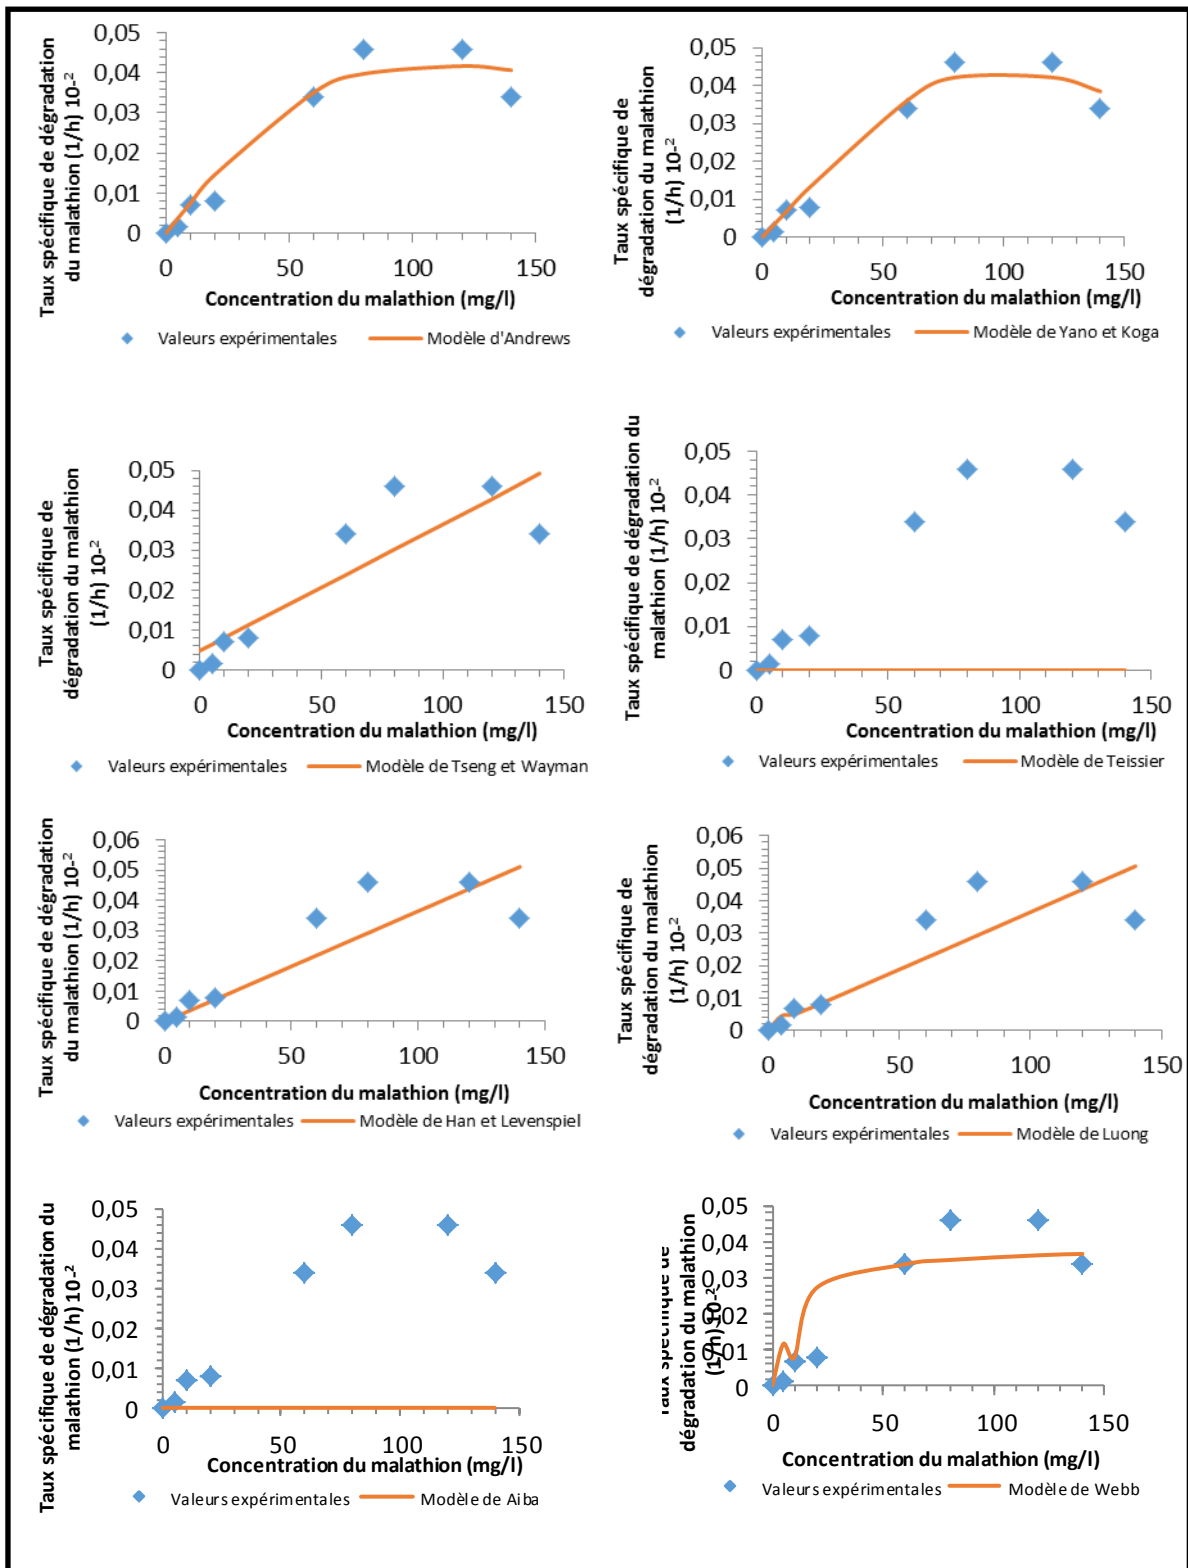 Taux spécifique de dégradation
du malathion (1/h) 10-²
0,05
0,04
0,03
0,02
0,01
0
0 50 100 150
Concentration du malathion (mg/l)
Valeurs expérimentales Modèle d'Andrews
Taux spécifique de
dégradation du malathion
(1/h) 10-²
0,05
0,04
0,03
0,02
0,01
0
0 50 100 150
Concentration du malathion (mg/l)
Valeurs expérimentales Modèle de Yano et Koga
Taux spécifique de
dégradation du malathion
(1/h) 10-²
0,05
0,04
0,03
0,02
0,01
0
0 50 100 150
Concentration du malathion (mg/l)
Valeurs expérimentales Modèle de Tseng et Wayman
Taux spécifique de dégradation du
malathion (1/h) 10-²
0,05
0,04
0,03
0,02
0,01
0
0 50 100 150
Concentration du malathion (mg/l)
Valeurs expérimentales Modèle de Teissier
Taux spécifique de dégradation
du malathion (1/h) 10-²
0,06
0,05
0,04
0,03
0,02
0,01
0
0 50 100 150
Concentration du malathion (mg/l)
Valeurs expérimentales Modèle de Han et Levenspiel
Taux spécifique de
dégradation du malathion
(1/h) 10-²
0,06
0,05
0,04
0,03
0,02
0,01
0
0 50 100 150
Concentration du malathion (mg/l)
Valeurs expérimentales Modèle de Luong
Taux spécifique de dégradation du
malathion (1/h) 10-²
0,05
0,04
0,03
0,02
0,01
0
0 50 100 150
Concentration du malathion (mg/l)
Valeurs expérimentales Modèle de Aiba
Taux spécifique de
dégradation du malathion
(1/h) 10-²
0,05
0,04
0,03
0,02
0,01
0
0 50 100 150
Concentration du malathion (mg/l)
Valeurs expérimentales Modèle de Webb